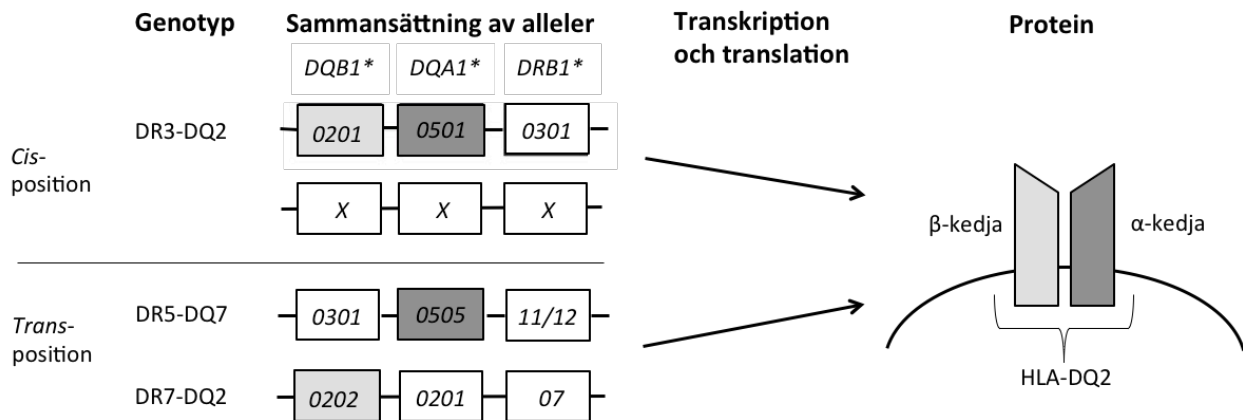 Genotyp
Sammansättning av alleler
Transkription
och translation
Protein
DQB1*
DQA1*
DRB1*
Cis-
position
DR3-DQ2
0201
0501
0301
X
X
X
β-kedja
α-kedja
HLA-DQ2
Trans-
position
DR5-DQ7
0301
0505
11/12
DR7-DQ2
0202
0201
07